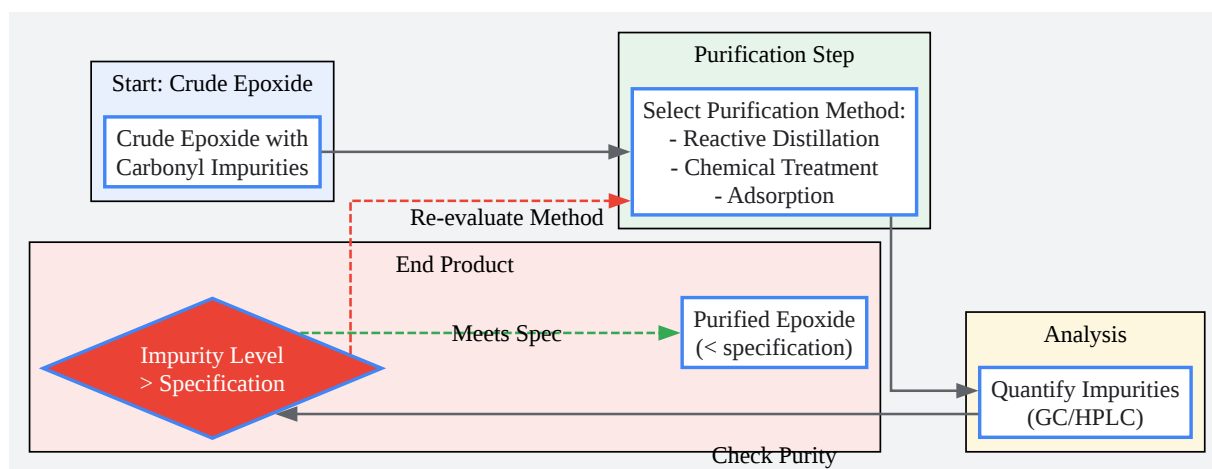 Start: Crude Epoxide
Crude Epoxide with
Carbonyl Impurities
Purification Step
Select Purification Method:
- Reactive Distillation
- Chemical Treatment
- Adsorption
Re-evaluate Method
End Product
Impurity Level
> Specification
Meets Spec
Purified Epoxide
(< specification)
Analysis
Quantify Impurities
(GC/HPLC)
Check Purity